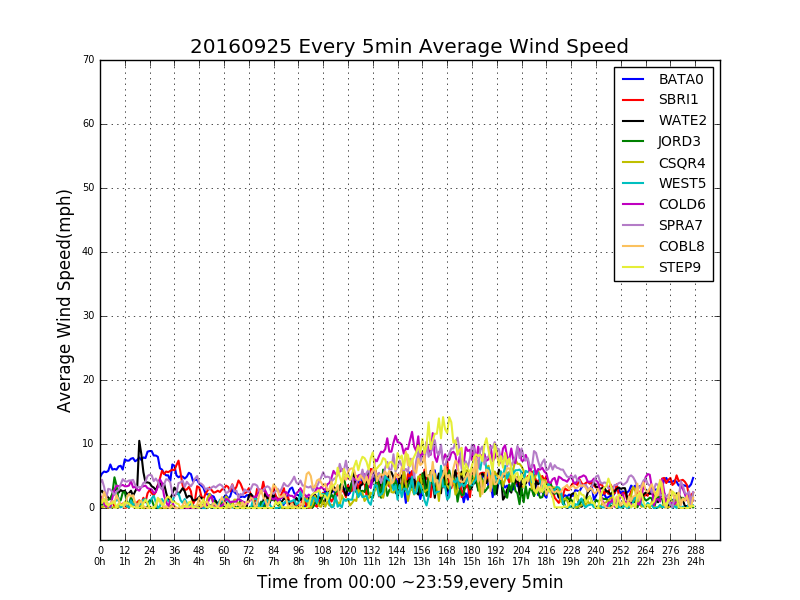 20160925 Every 5min Average Wind Speed
70
60
50
40
30
20
10
0
Average Wind Speed(mph)
BATA0
SBRI1
WATE2
JORD3
CSQR4
WEST5
COLD6
SPRA7
COBL8
STEP9
0 12 24 36 48 60 72 84 96 108 120 132 144 156 168 180 192 204 216 228 240 252 264 276 288
0h 1h 2h 3h 4h 5h 6h 7h 8h 9h 10h 11h 12h 13h 14h 15h 16h 17h 18h 19h 20h 21h 22h 23h 24h
Time from 00:00 ~23:59,every 5min